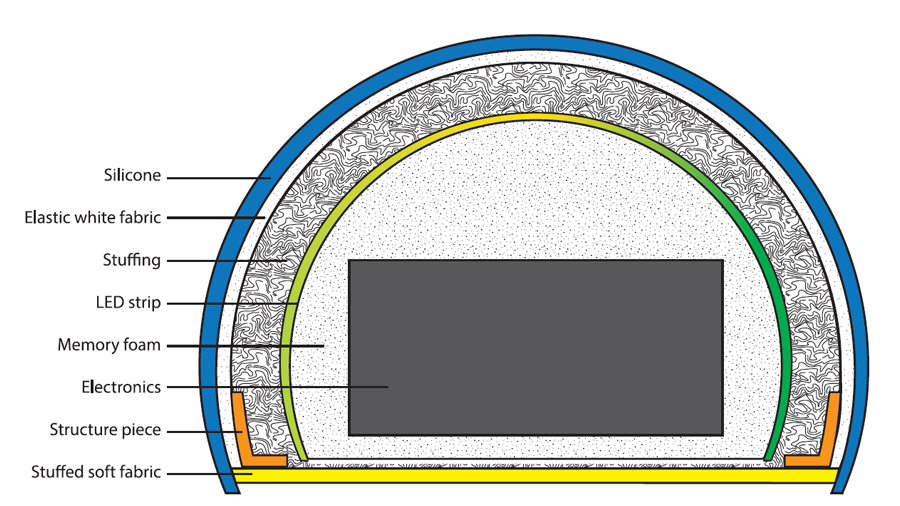 Silicone
Elastic white fabric
Stuffing
LED strip
Memory foam
Electronics
Structure piece
Stuffed soft fabric